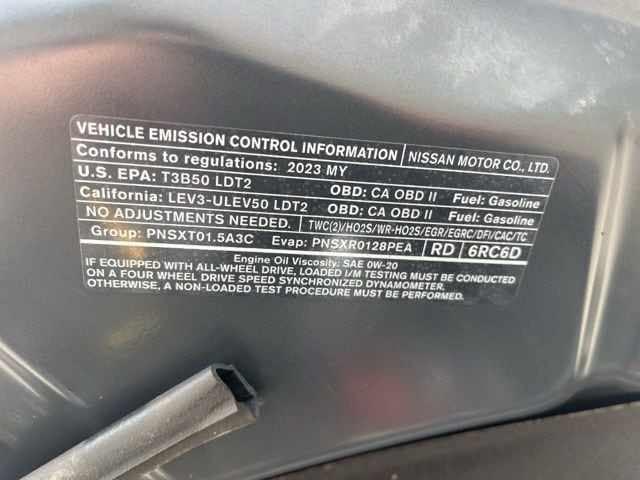 VEHICLE EMISSION CONTROL INFORMATION NISSAN MOTOR CO., LTD.
Conforms to regulations: 2023 MY
U.S. EPA: T3B50 LDT2 OBD: CA OBD II Fuel: Gasoline
California: LEV3-ULEV50 LDT2 OBD: CA OBD II Fuel: Gasoline
NO ADJUSTMENTS NEEDED. TWC(2)/HO2S/WR-HO2S/EGR/EGRC/DFI/CAC/TC
Group: PNSXT01.5A3C Evap: PNSXR0128PEA RD 6RC6D
Engine Oil Viscosity: SAE 0W-20
IF EQUIPPED WITH ALL-WHEEL DRIVE, LOADED I/M TESTING MUST BE CONDUCTED
ON A FOUR WHEEL DRIVE SPEED SYNCHRONIZED DYNAMOMETER.
OTHERWISE, A NON-LOADED TEST PROCEDURE MUST BE PERFORMED.